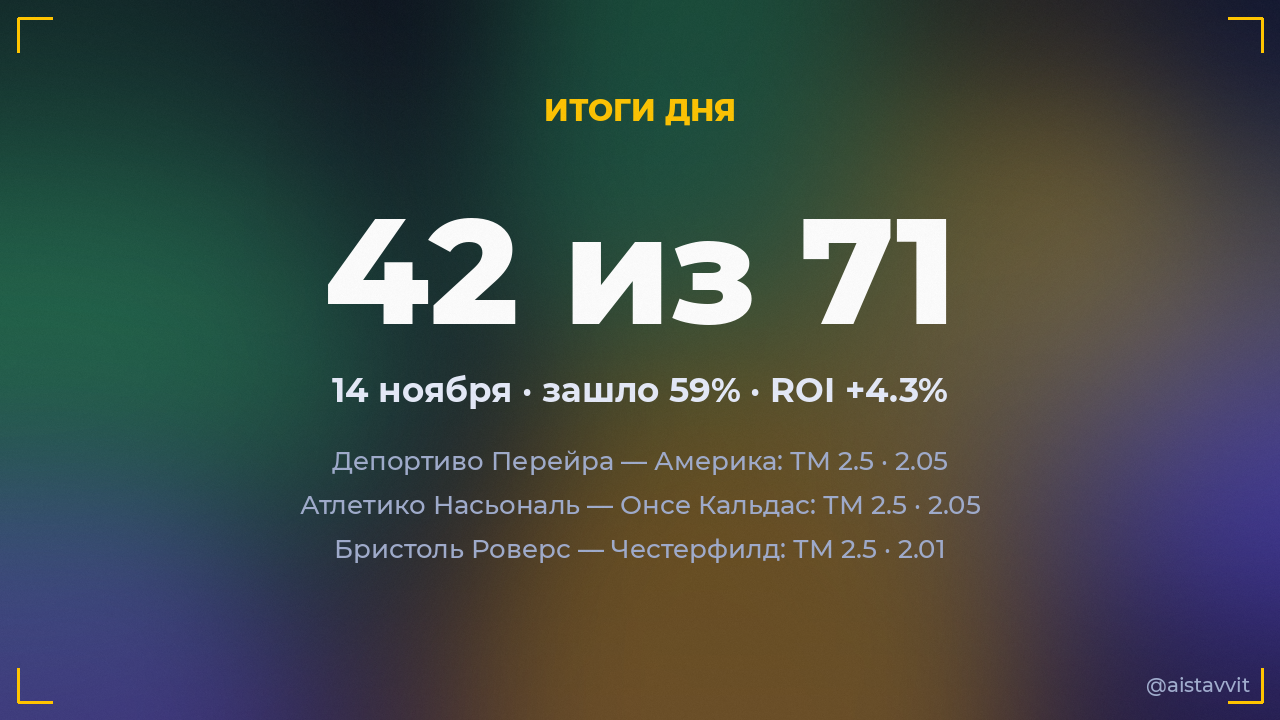 ИТОГИ ДНЯ
42 из 71
14 ноября · зашло 59% · ROI +4.3%
Депортиво Перейра — Америка: ТМ 2.5 · 2.05
Атлетико Насьональ — Онсе Кальдас: ТМ 2.5 · 2.05
Бристоль Роверс — Честерфилд: ТМ 2.5 · 2.01
@aistavvit